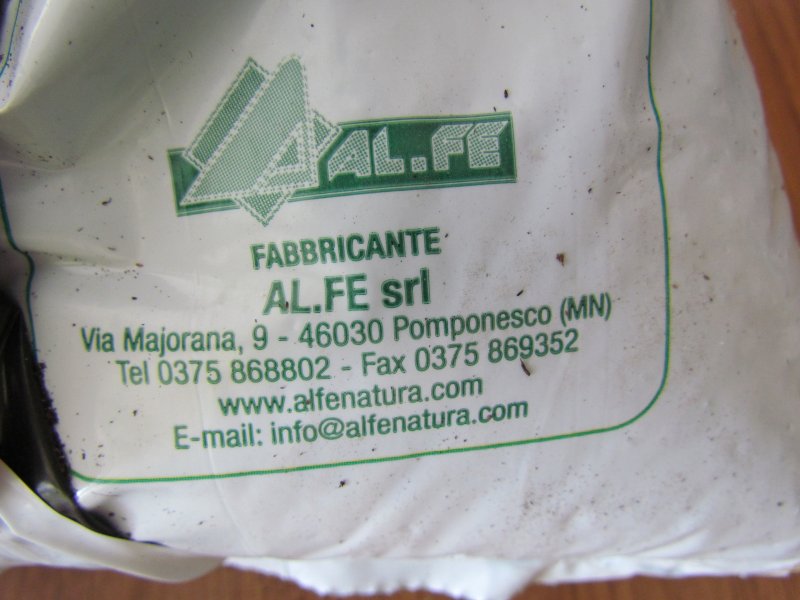 AL.FE
FABBRICANTE
AL.FE srl
Via Majorana, 9 - 46030 Pomponesco (MN)
Tel 0375 868802 - Fax 0375 869352
www.alfenatura.com
E-mail: info@alfenatura.com